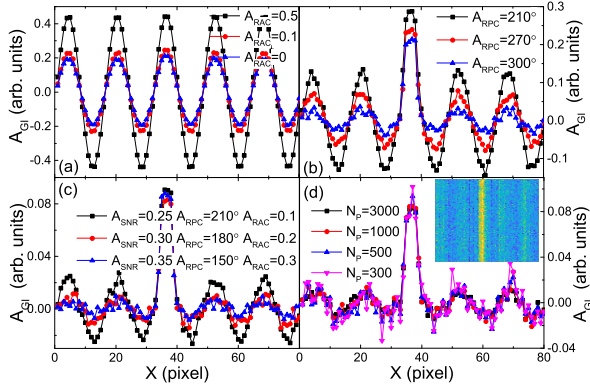 A_RAC=0.5
A_RAC=0.1
A_RAC=0
0.4
0.2
0.0
-0.2
-0.4
A_GI (arb. units)
(a)
A_RPC=210°
A_RPC=270°
A_RPC=300°
0.3
0.2
0.1
0.0
-0.1
A_GI (arb. units)
(b)
(c)
A_SNR=0.25 A_RPC=210° A_RAC=0.1
A_SNR=0.30 A_RPC=180° A_RAC=0.2
A_SNR=0.35 A_RPC=150° A_RAC=0.3
0.08
0.04
0.00
A_GI (arb. units)
0 20 40 60 80
X (pixel)
(d)
N_P=3000
N_P=1000
N_P=500
N_P=300
0.08
0.04
0.00
-0.04
A_GI (arb. units)
20 40 60 80
X (pixel)